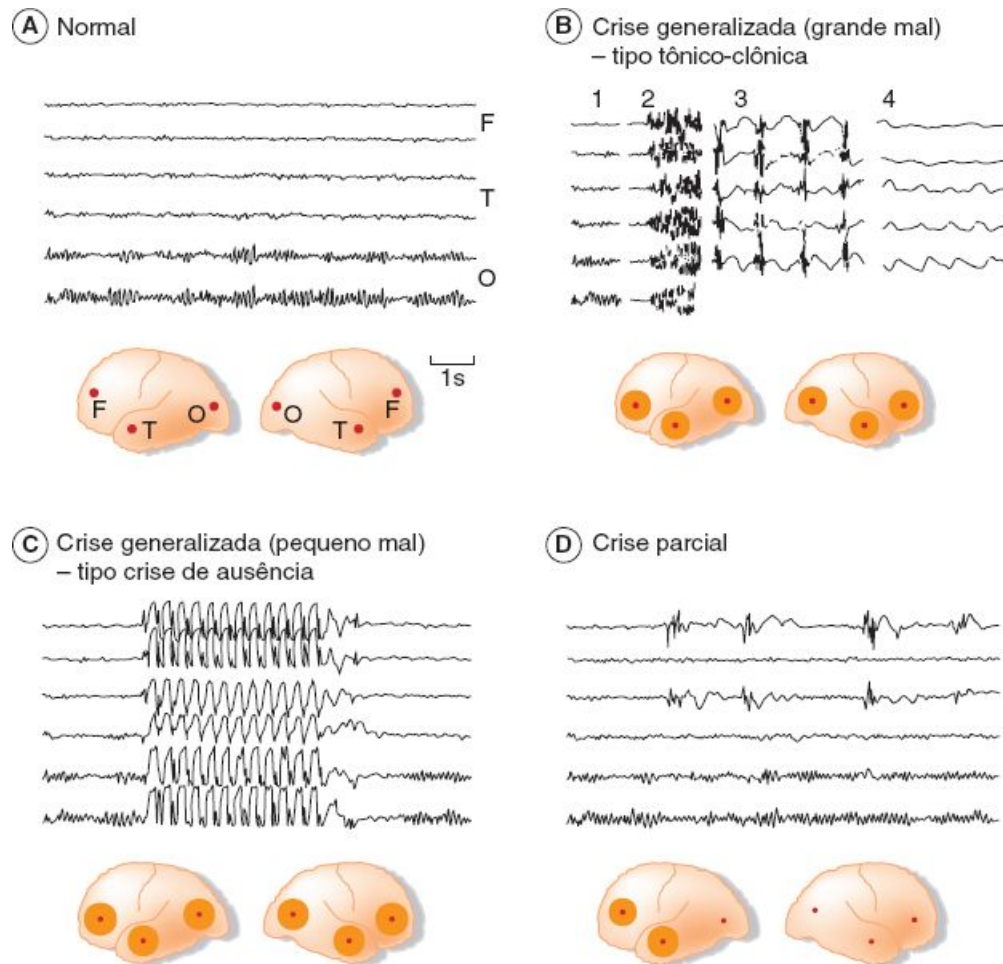 A Normal
F
T
O
1s
F
T
O
O
T
F
B Crise generalizada (grande mal)
– tipo tônico-clônica
1 2 3 4
C Crise generalizada (pequeno mal)
– tipo crise de ausência
D Crise parcial